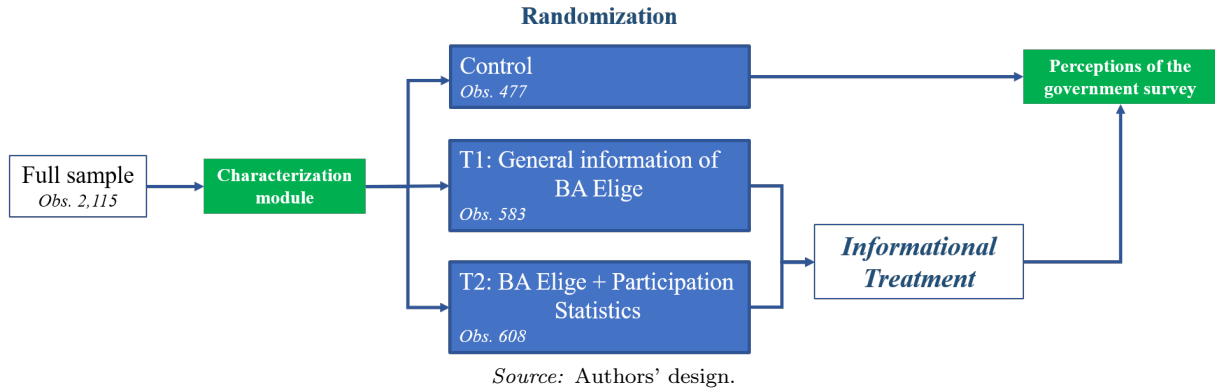 Randomization
Control
Obs. 477
Perceptions of the
government survey
Full sample
Obs. 2,115
Characterization
module
T1: General information of
BA Elige
Obs. 583
Informational
Treatment
T2: BA Elige + Participation
Statistics
Obs. 608
Source: Authors' design.